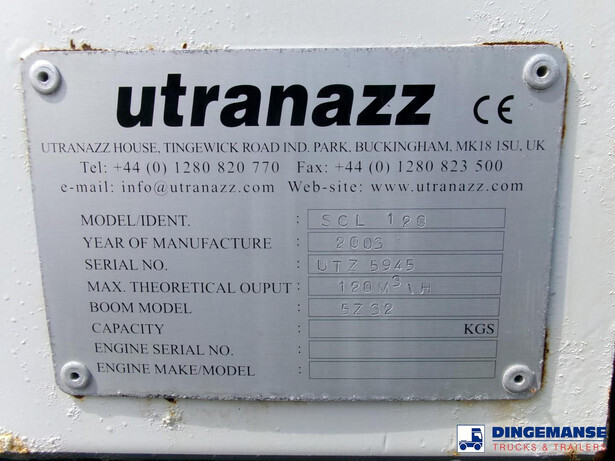 utranazz CE
UTRANAZZ HOUSE, TINGEWICK ROAD IND. PARK, BUCKINGHAM, MK18 1SU, UK
Tel: +44 (0) 1280 820 770 Fax: +44 (0) 1280 823 500
e-mail: info@utranazz.com Web-site: www.utranazz.com
MODEL/IDENT. : SCL 120
YEAR OF MANUFACTURE : 2003
SERIAL NO. : UTZ 5945
MAX. THEORETICAL OUPUT : 120M³\H
BOOM MODEL : 5Z32
CAPACITY : KGS
ENGINE SERIAL NO. :
ENGINE MAKE/MODEL :
DINGEMANSE
TRUCKS & TRAILERS